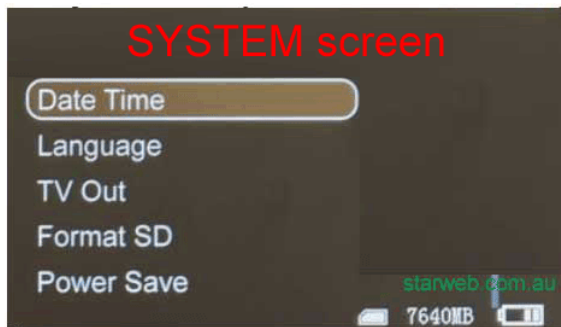 SYSTEM screen
Date Time
Language
TV Out
Format SD
Power Save
starweb.com.au
7640MB